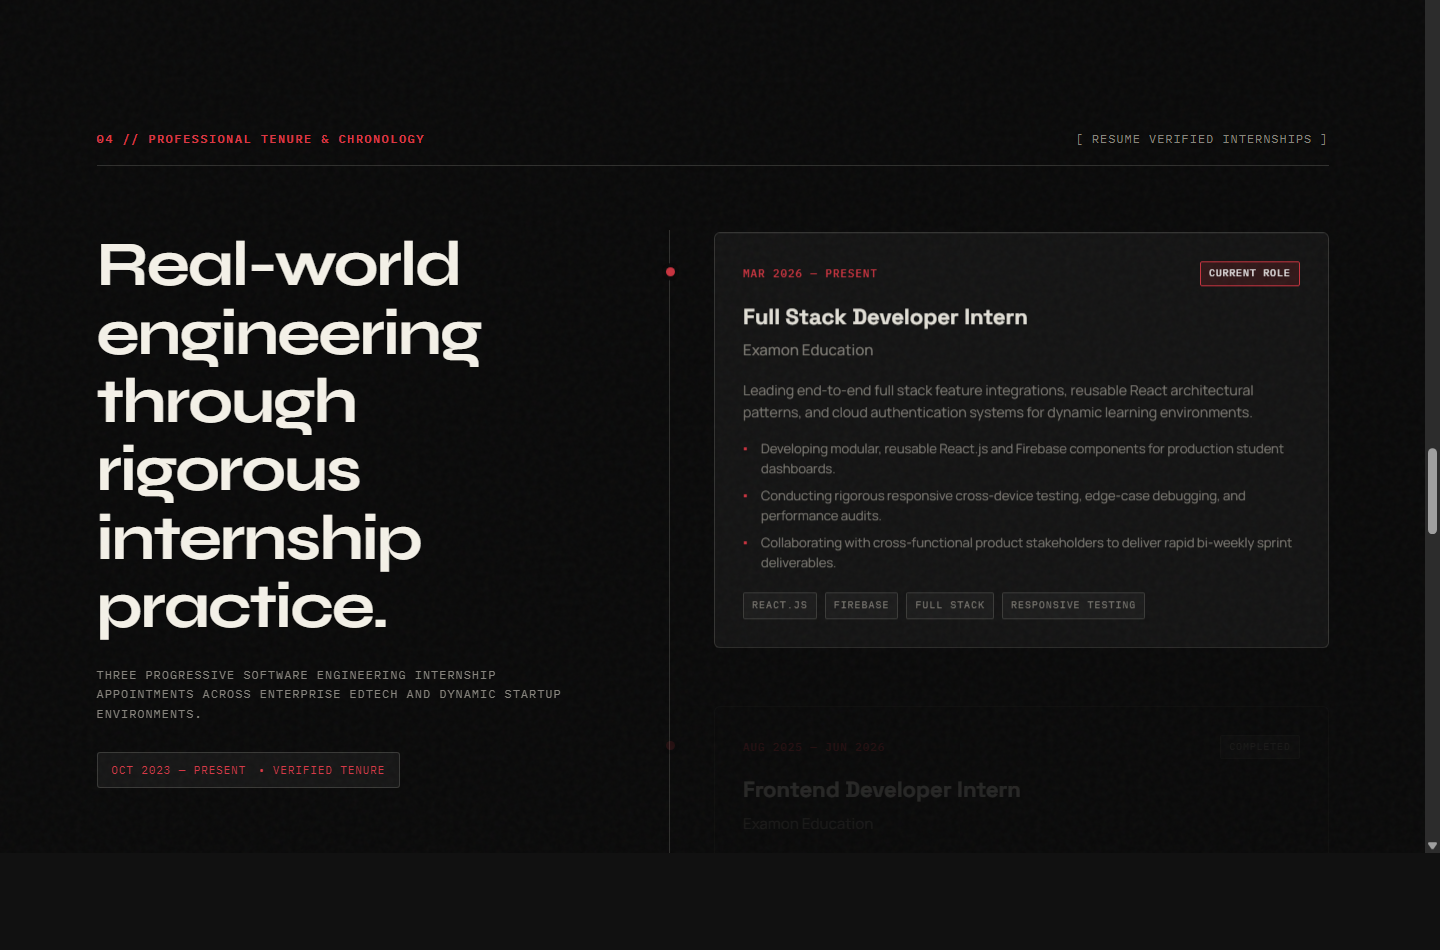 04 // PROFESSIONAL TENURE & CHRONOLOGY
[ RESUME VERIFIED INTERNSHIPS ]
Real-world
engineering
through
rigorous
internship
practice.
THREE PROGRESSIVE SOFTWARE ENGINEERING INTERNSHIP
APPOINTMENTS ACROSS ENTERPRISE EDTECH AND DYNAMIC STARTUP
ENVIRONMENTS.
OCT 2023 — PRESENT • VERIFIED TENURE
MAR 2026 — PRESENT
CURRENT ROLE
Full Stack Developer Intern
Examon Education
Leading end-to-end full stack feature integrations, reusable React architectural
patterns, and cloud authentication systems for dynamic learning environments.
• Developing modular, reusable React.js and Firebase components for production student
dashboards.
• Conducting rigorous responsive cross-device testing, edge-case debugging, and
performance audits.
• Collaborating with cross-functional product stakeholders to deliver rapid bi-weekly sprint
deliverables.
REACT.JS
FIREBASE
FULL STACK
RESPONSIVE TESTING
AUG 2025 — JUN 2026
COMPLETED
Frontend Developer Intern
Examon Education